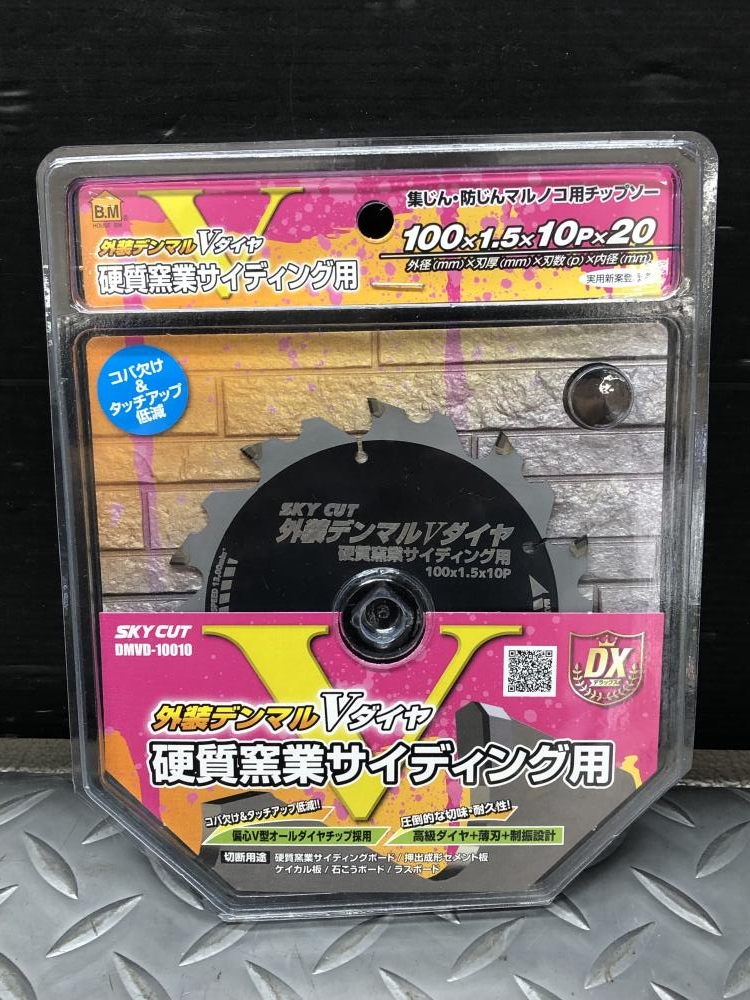 B.M
外装デンマルVダイヤ
硬質窯業サイディング用
集じん・防じんマルノコ用チップソー
100×1.5×10P×20
外径(mm)×刃厚(mm)×刃数(p)×内径(mm)
実用新案登
コバ欠け
&
タッチアップ
低減
SKY CUT
外装デンマルVダイヤ
硬質窯業サイディング用
100x1.5x10P
SKY CUT
DMVD-10010
DX
デラックス
外装デンマルVダイヤ
硬質窯業サイディング用
コバ欠け&タッチアップ低減!!
偏心V型オールダイヤチップ採用
圧倒的な切味・耐久性!
高級ダイヤ+薄刃+制振設計
切断用途
硬質窯業サイディングボード/押出成形セメント板
ケイカル板/石こうボード/ラスボード